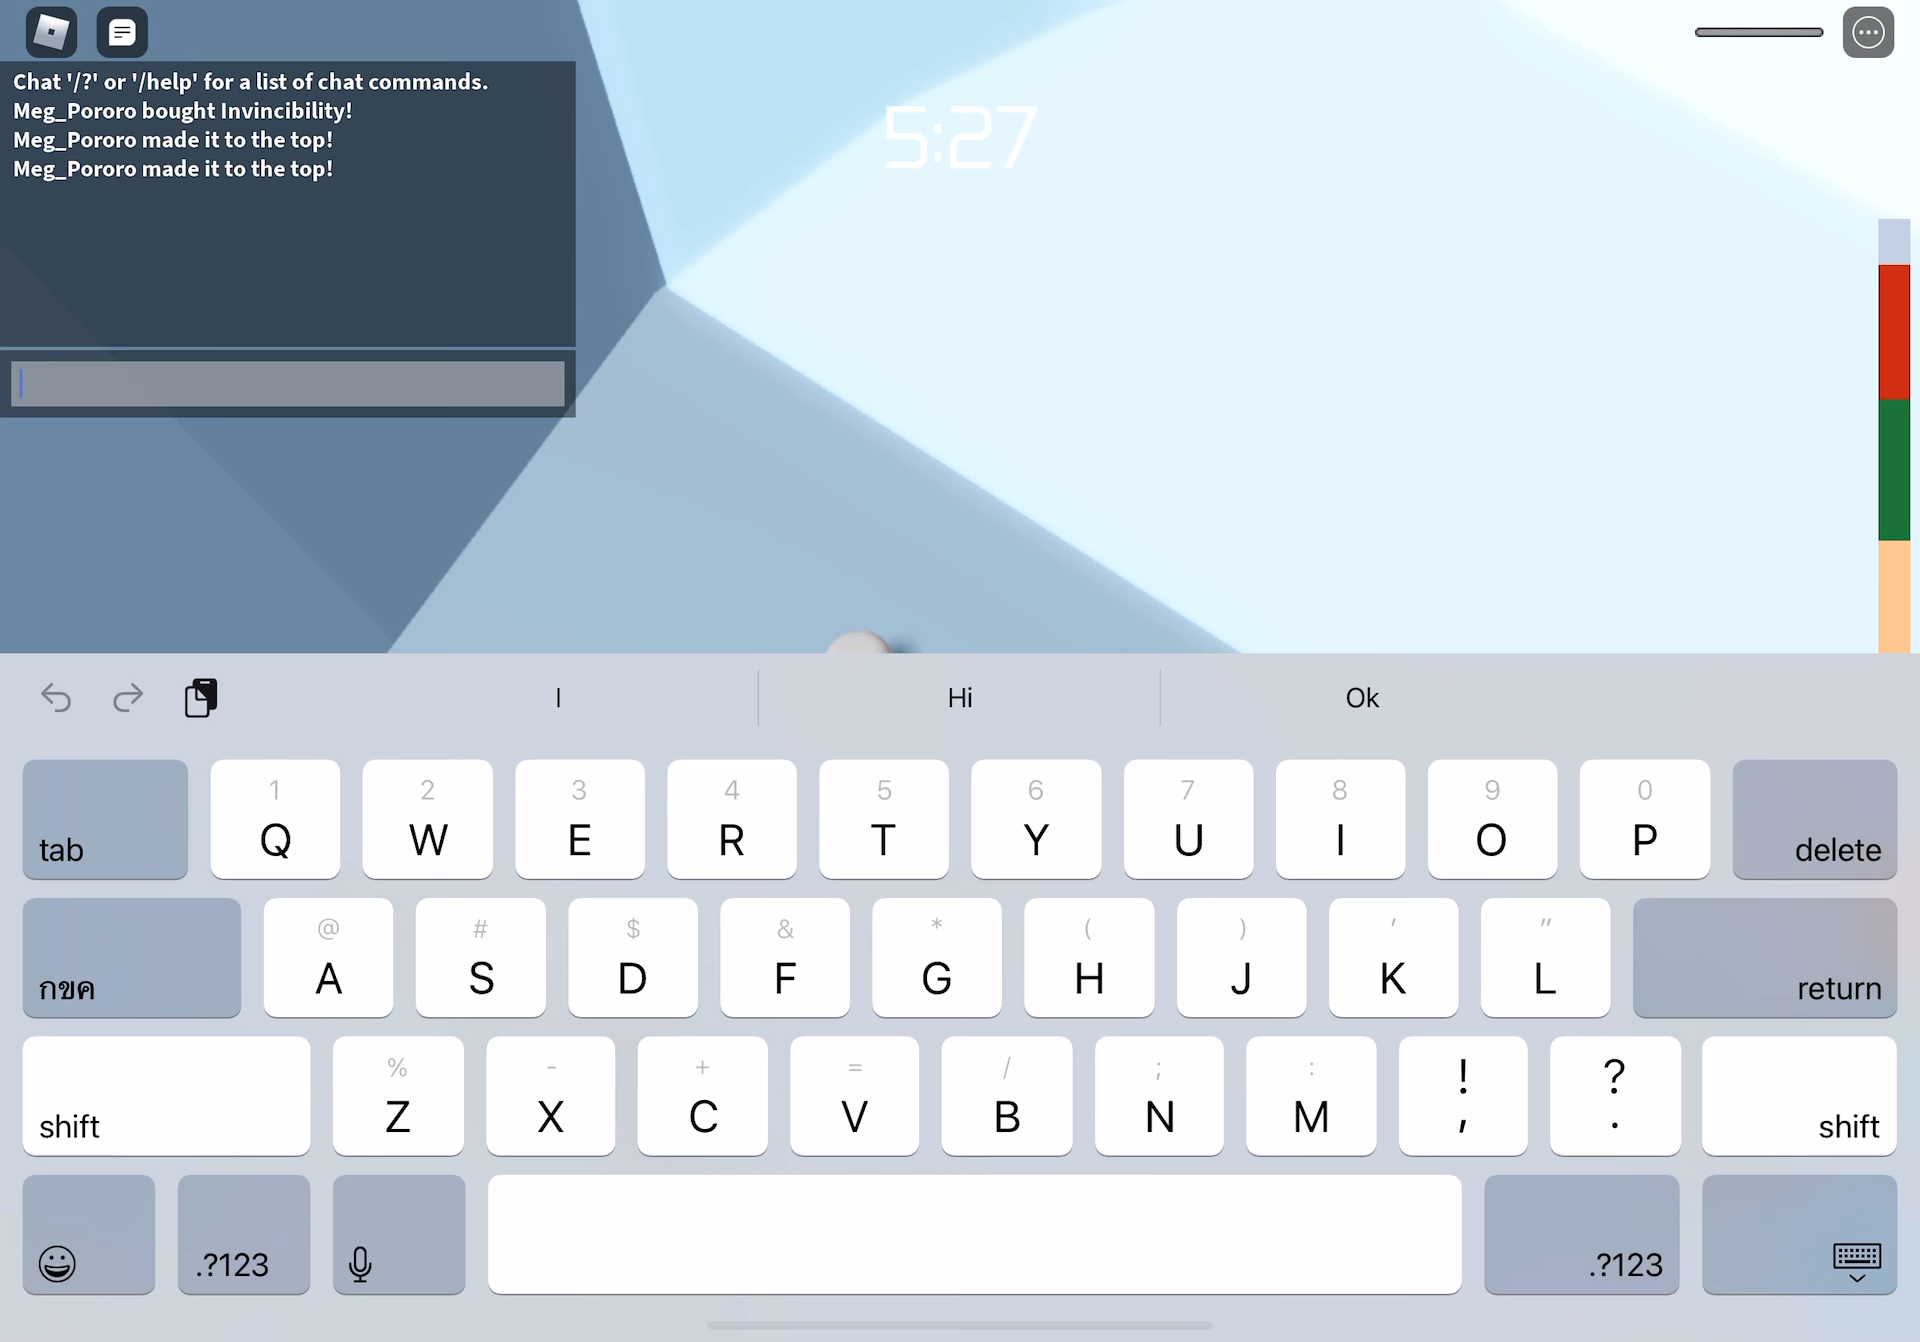 Chat '/?' or '/help' for a list of chat commands.
Meg_Pororo bought Invincibility!
Meg_Pororo made it to the top!
Meg_Pororo made it to the top!
5:27
I Hi Ok
1 2 3 4 5 6 7 8 9 0
tab Q W E R T Y U I O P delete
@ # $ & * ( ) ' "
กขค A S D F G H J K L return
% - + = / ; : ! ?
shift Z X C V B N M , . shift
.?123 .?123